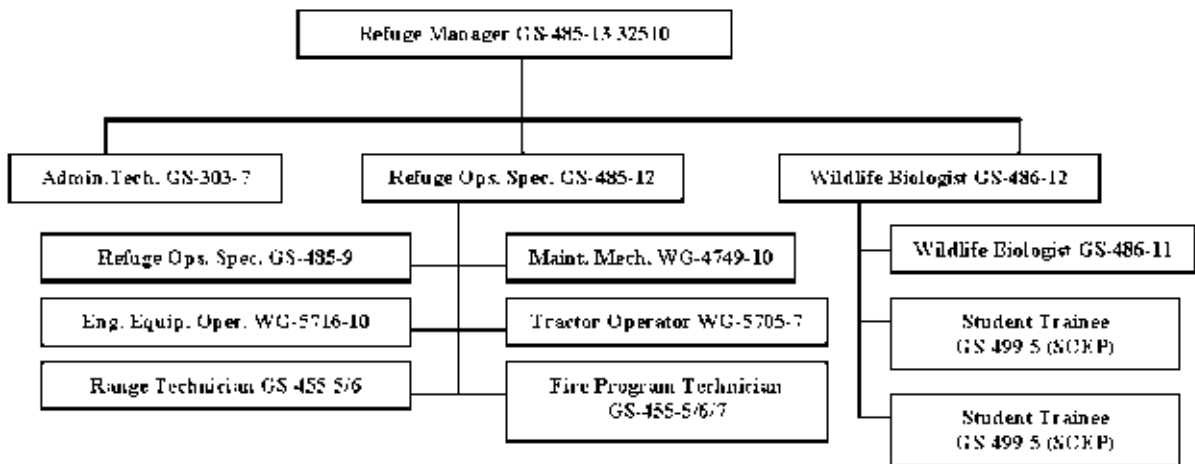 Refuge Manager GS-485-13 32510
Admin.Tech. GS-303-7
Refuge Ops. Spec. GS-485-12
Wildlife Biologist GS-486-12
Refuge Ops. Spec. GS-485-9
Maint. Mech. WG-4749-10
Wildlife Biologist GS-486-11
Eng. Equip. Oper. WG-5716-10
Tractor Operator WG-5705-7
Student Trainee
GS 499 5 (SCEP)
Range Technician GS 455 5/6
Fire Program Technician
GS-455-5/6/7
Student Trainee
GS 499 5 (SCEP)